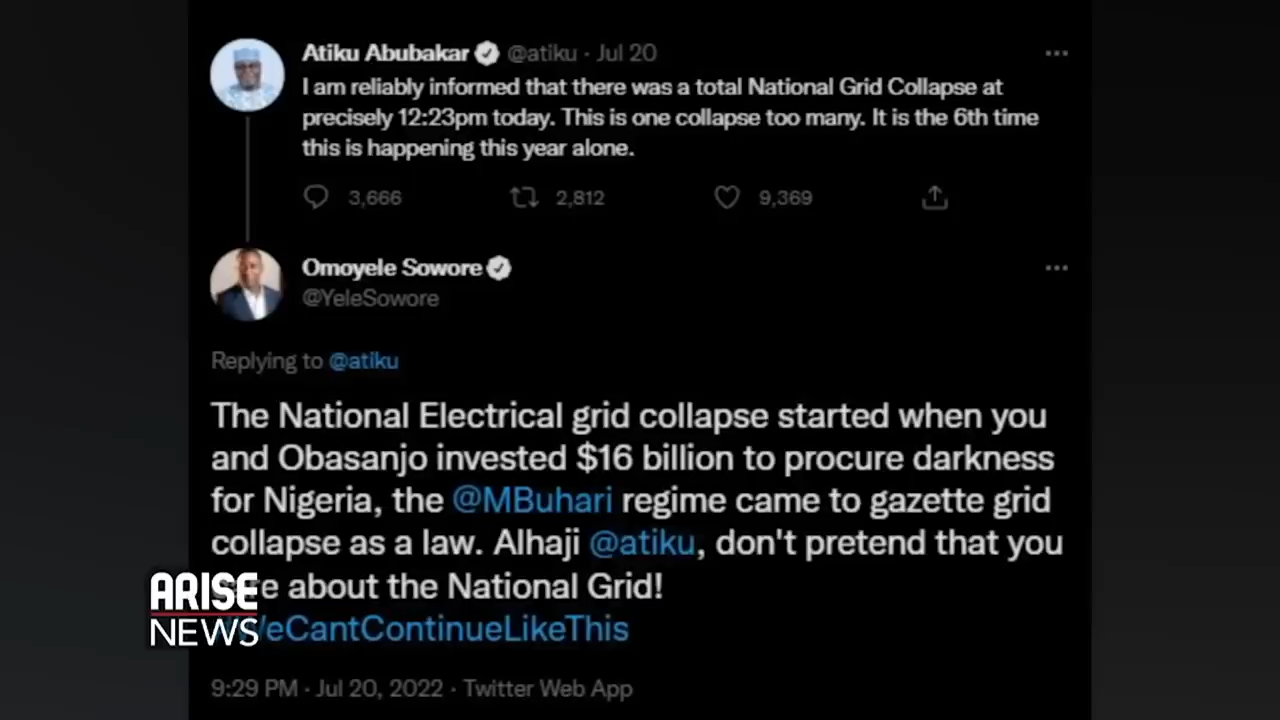 Atiku Abubakar @atiku · Jul 20
I am reliably informed that there was a total National Grid Collapse at
precisely 12:23pm today. This is one collapse too many. It is the 6th time
this is happening this year alone.
3,666 2,812 9,369
Omoyele Sowore
@YeleSowore
Replying to @atiku
The National Electrical grid collapse started when you
and Obasanjo invested $16 billion to procure darkness
for Nigeria, the @MBuhari regime came to gazette grid
collapse as a law. Alhaji @atiku, don't pretend that you
about the National Grid!
eCantContinueLikeThis
ARISE
NEWS
9:29 PM · Jul 20, 2022 · Twitter Web App